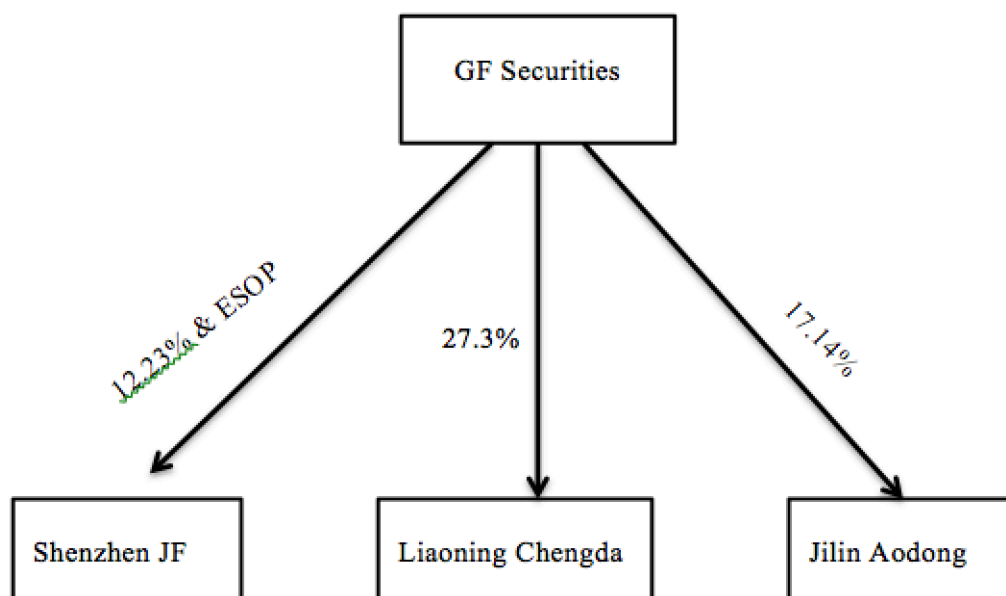 GF Securities
12.23% & ESOP
27.3%
17.14%
Shenzhen JF
Liaoning Chengda
Jilin Aodong